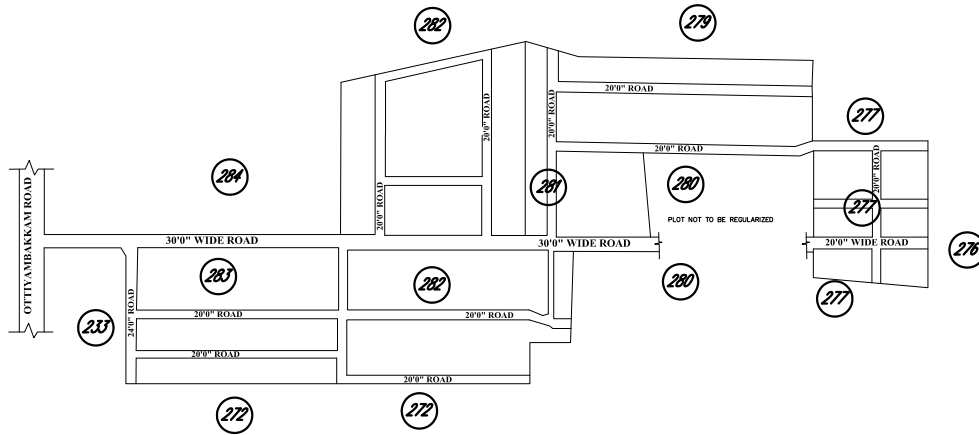 282
279
20'0" ROAD
277
20'0" ROAD
20'0" ROAD
20'0" ROAD
20'0" ROAD
284
281
280
277
PLOT NOT TO BE REGULARIZED
20'0" ROAD
OTTIYAMBAKKAM ROAD
30'0" WIDE ROAD
30'0" WIDE ROAD
20'0" WIDE ROAD
276
283
282
280
277
24'0" ROAD
20'0" ROAD
20'0" ROAD
233
20'0" ROAD
20'0" ROAD
272
272